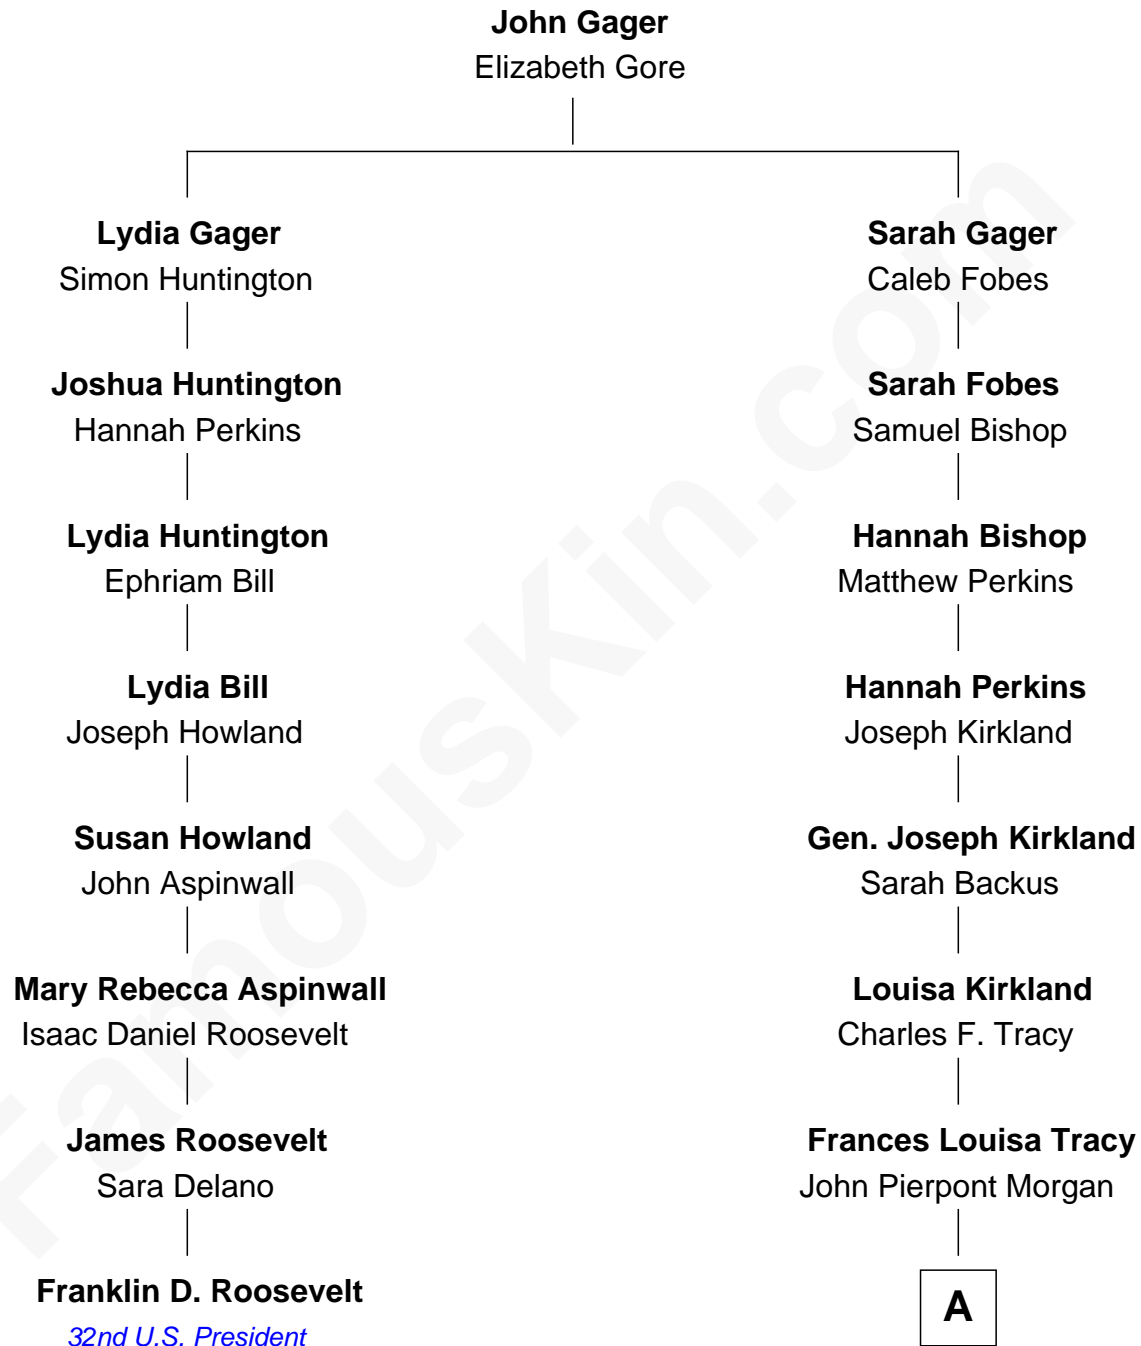 John Gager
Elizabeth Gore
Lydia Gager
Simon Huntington
Sarah Gager
Caleb Fobes
Joshua Huntington
Hannah Perkins
Sarah Fobes
Samuel Bishop
Lydia Huntington
Ephriam Bill
Hannah Bishop
Matthew Perkins
Lydia Bill
Joseph Howland
Hannah Perkins
Joseph Kirkland
Susan Howland
John Aspinwall
Gen. Joseph Kirkland
Sarah Backus
Mary Rebecca Aspinwall
Isaac Daniel Roosevelt
Louisa Kirkland
Charles F. Tracy
James Roosevelt
Sara Delano
Frances Louisa Tracy
John Pierpont Morgan
Franklin D. Roosevelt
32nd U.S. President
A
FamousKin.com